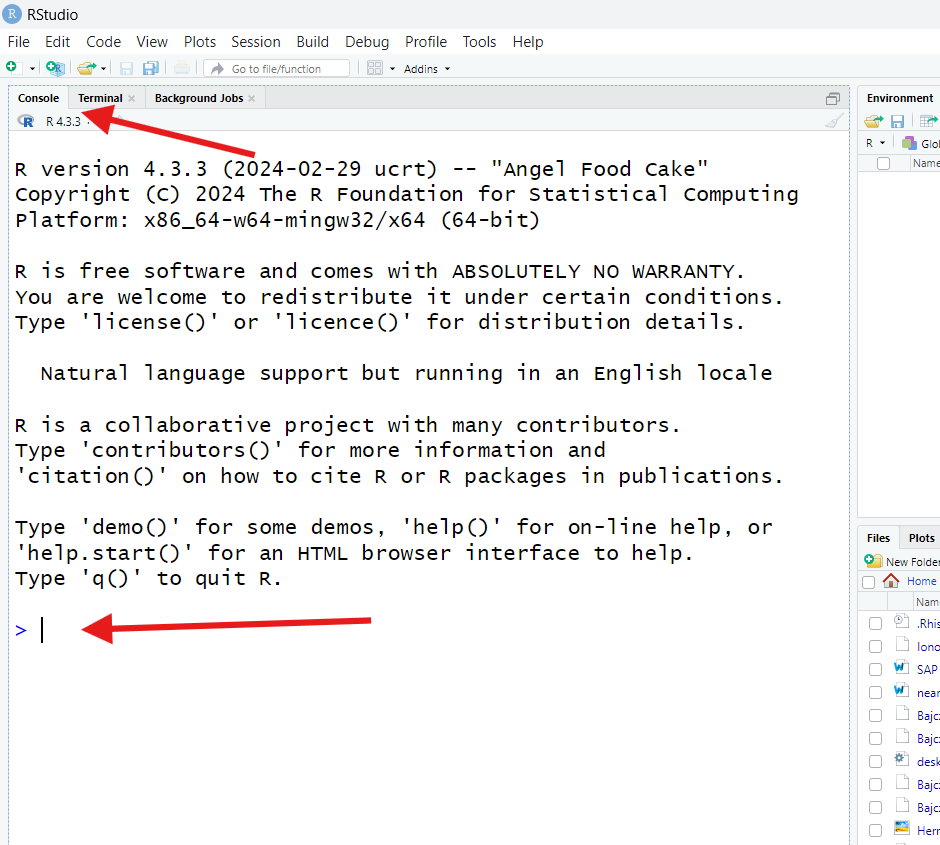 RStudio
File Edit Code View Plots Session Build Debug Profile Tools Help
Go to file/function Addins
Console Terminal Background Jobs
R 4.3.3 ·
R version 4.3.3 (2024-02-29 ucrt) -- "Angel Food Cake"
Copyright (C) 2024 The R Foundation for Statistical Computing
Platform: x86_64-w64-mingw32/x64 (64-bit)
R is free software and comes with ABSOLUTELY NO WARRANTY.
You are welcome to redistribute it under certain conditions.
Type 'license()' or 'licence()' for distribution details.
Natural language support but running in an English locale
R is a collaborative project with many contributors.
Type 'contributors()' for more information and
'citation()' on how to cite R or R packages in publications.
Type 'demo()' for some demos, 'help()' for on-line help, or
'help.start()' for an HTML browser interface to help.
Type 'q()' to quit R.
>
Environment
R Glo
Name
Files Plots
New Folder
Home
Nam
.Rhis
lono
SAP
near
Bajcz
Bajcz
desk
Bajcz
Bajcz
Herr